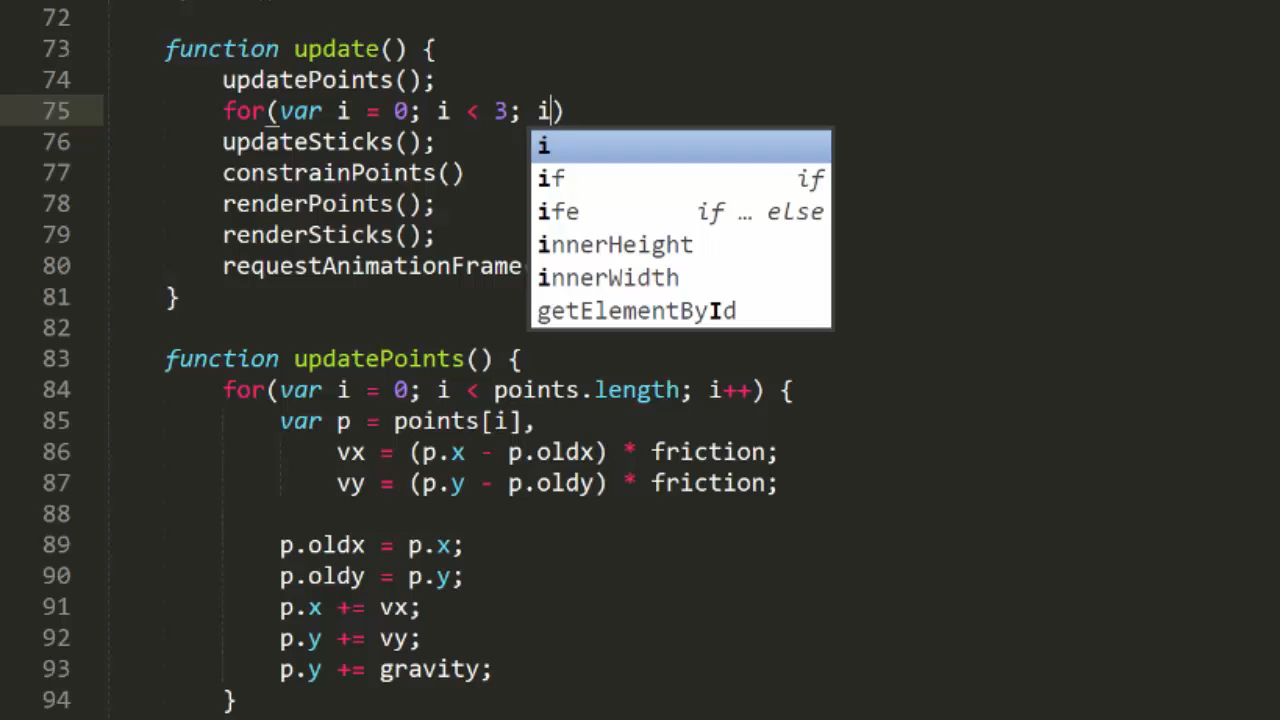 72
73 function update() {
74 updatePoints();
75 for(var i = 0; i < 3; i)
i
if if
ife if … else
innerHeight
innerWidth
getElementById
76 updateSticks();
77 constrainPoints()
78 renderPoints();
79 renderSticks();
80 requestAnimationFrame
81 }
82
83 function updatePoints() {
84 for(var i = 0; i < points.length; i++) {
85 var p = points[i],
86 vx = (p.x - p.oldx) * friction;
87 vy = (p.y - p.oldy) * friction;
88
89 p.oldx = p.x;
90 p.oldy = p.y;
91 p.x += vx;
92 p.y += vy;
93 p.y += gravity;
94 }